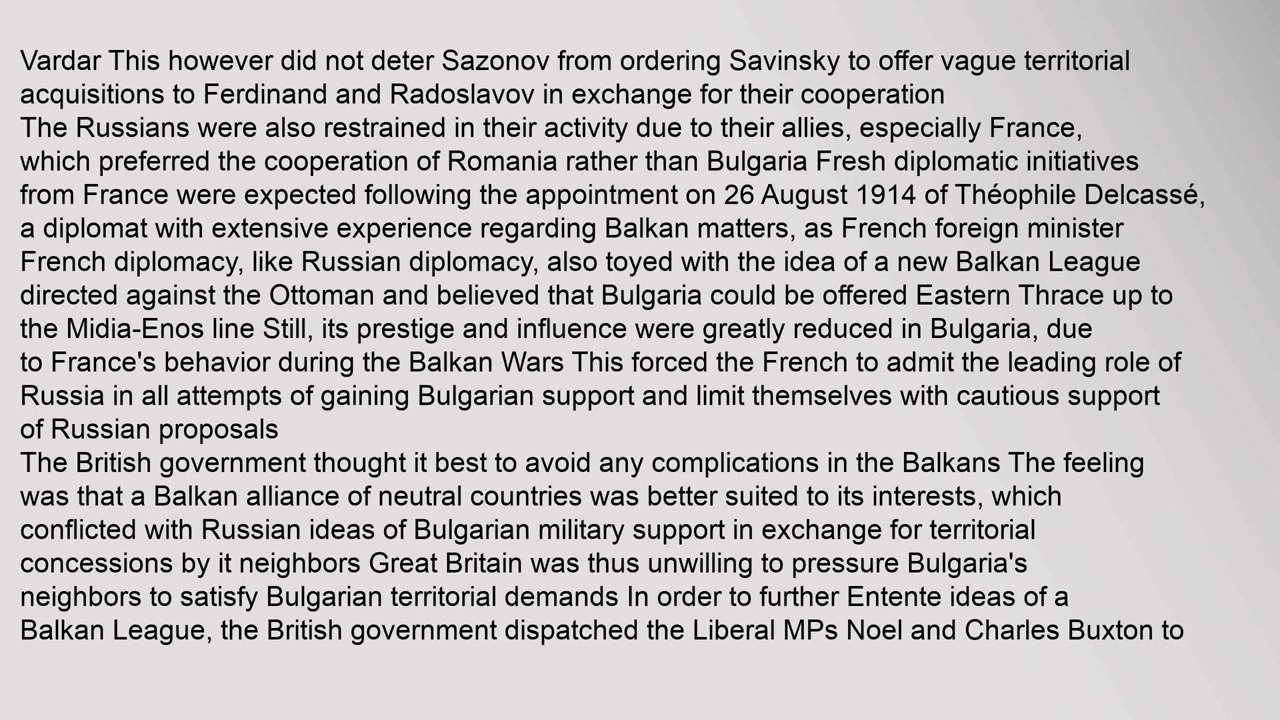 Vardar This however did not deter Sazonov from ordering Savinsky to offer vague territorial
acquisitions to Ferdinand and Radoslavov in exchange for their cooperation
The Russians were also restrained in their activity due to their allies, especially France,
which preferred the cooperation of Romania rather than Bulgaria Fresh diplomatic initiatives
from France were expected following the appointment on 26 August 1914 of Théophile Delcassé,
a diplomat with extensive experience regarding Balkan matters, as French foreign minister
French diplomacy, like Russian diplomacy, also toyed with the idea of a new Balkan League
directed against the Ottoman and believed that Bulgaria could be offered Eastern Thrace up to
the Midia-Enos line Still, its prestige and influence were greatly reduced in Bulgaria, due
to France's behavior during the Balkan Wars This forced the French to admit the leading role of
Russia in all attempts of gaining Bulgarian support and limit themselves with cautious support
of Russian proposals
The British government thought it best to avoid any complications in the Balkans The feeling
was that a Balkan alliance of neutral countries was better suited to its interests, which
conflicted with Russian ideas of Bulgarian military support in exchange for territorial
concessions by it neighbors Great Britain was thus unwilling to pressure Bulgaria's
neighbors to satisfy Bulgarian territorial demands In order to further Entente ideas of a
Balkan League, the British government dispatched the Liberal MPs Noel and Charles Buxton to